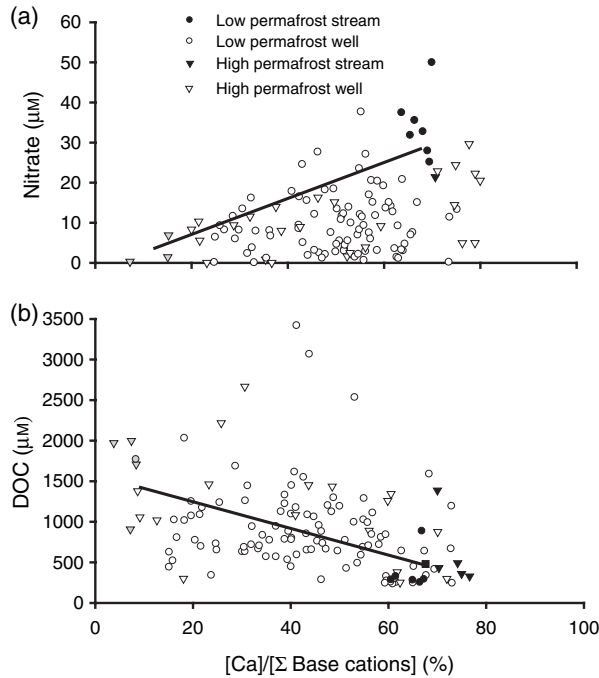 (a)
60
50
40
30
20
10
0
Nitrate (μM)
Low permafrost stream
Low permafrost well
High permafrost stream
High permafrost well
(b)
3500
3000
2500
2000
1500
1000
500
0
DOC (μM)
0 20 40 60 80 100
[Ca]/[Σ Base cations] (%)